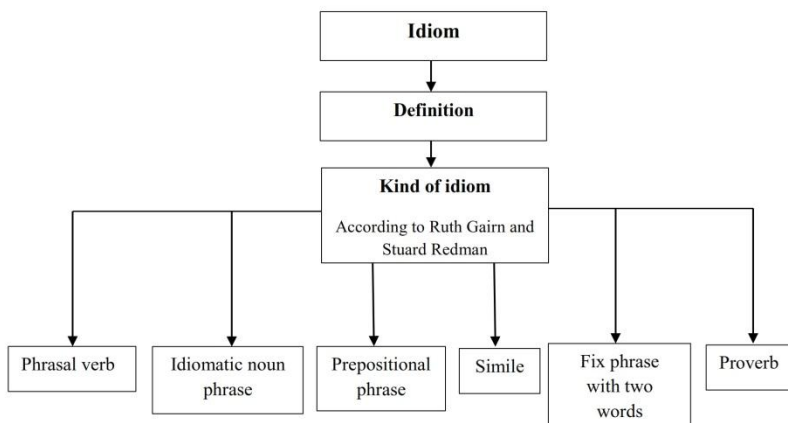 Idiom
Definition
Kind of idiom
According to Ruth Gairn and
Stuard Redman
Phrasal verb
Idiomatic noun
phrase
Prepositional
phrase
Simile
Fix phrase
with two
words
Proverb